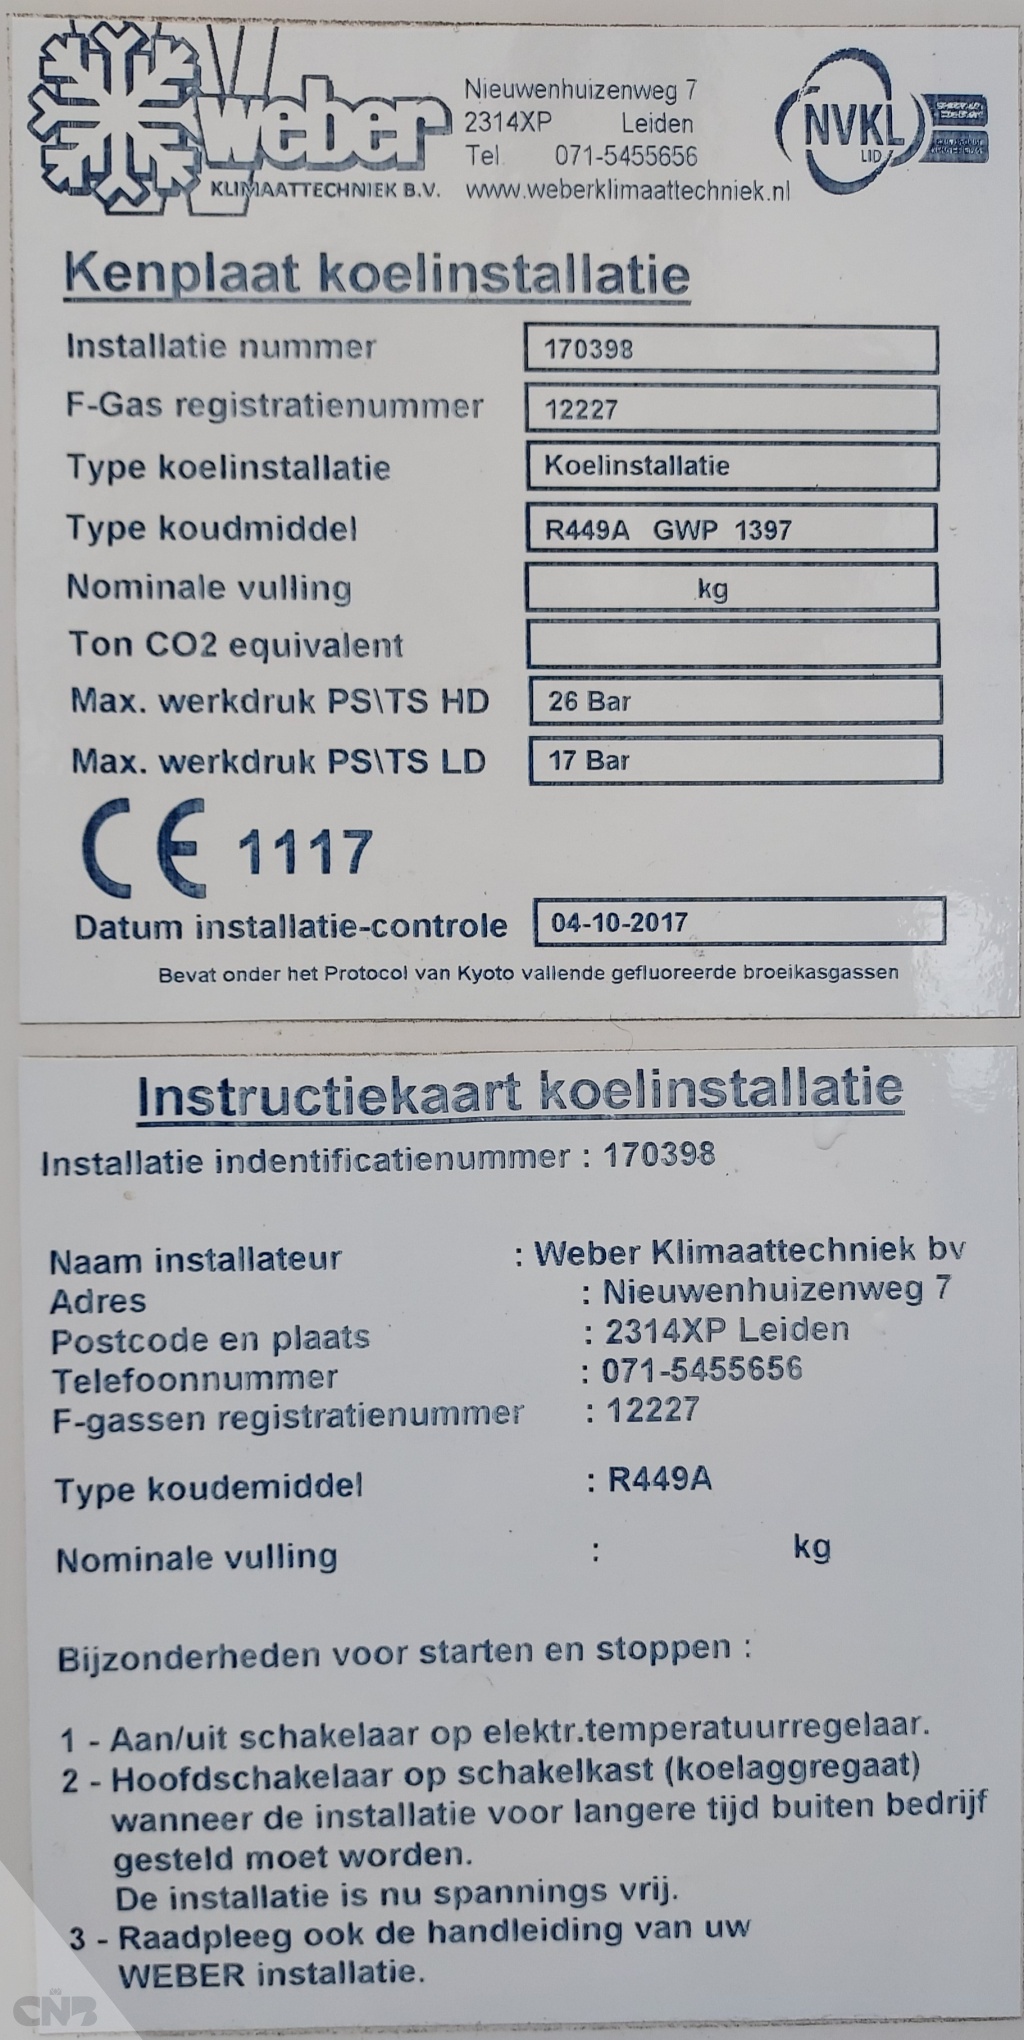 weber
KLIMAATTECHNIEK B.V.
Nieuwenhuizenweg 7
2314XP Leiden
Tel. 071-5455656
www.weberklimaattechniek.nl
NVKL
LID
Kenplaat koelinstallatie
Installatie nummer 170398
F-Gas registratienummer 12227
Type koelinstallatie Koelinstallatie
Type koudmiddel R449A GWP 1397
Nominale vulling kg
Ton CO2 equivalent
Max. werkdruk PS\TS HD 26 Bar
Max. werkdruk PS\TS LD 17 Bar
CE 1117
Datum installatie-controle 04-10-2017
Bevat onder het Protocol van Kyoto vallende gefluoreerde broeikasgassen
Instructiekaart koelinstallatie
Installatie indentificatienummer : 170398
Naam installateur : Weber Klimaattechniek bv
Adres : Nieuwenhuizenweg 7
Postcode en plaats : 2314XP Leiden
Telefoonnummer : 071-5455656
F-gassen registratienummer : 12227
Type koudemiddel : R449A
Nominale vulling : kg
Bijzonderheden voor starten en stoppen :
1 - Aan/uit schakelaar op elektr.temperatuurregelaar.
2 - Hoofdschakelaar op schakelkast (koelaggregaat)
wanneer de installatie voor langere tijd buiten bedrijf
gesteld moet worden.
De installatie is nu spannings vrij.
3 - Raadpleeg ook de handleiding van uw
WEBER installatie.
CNB